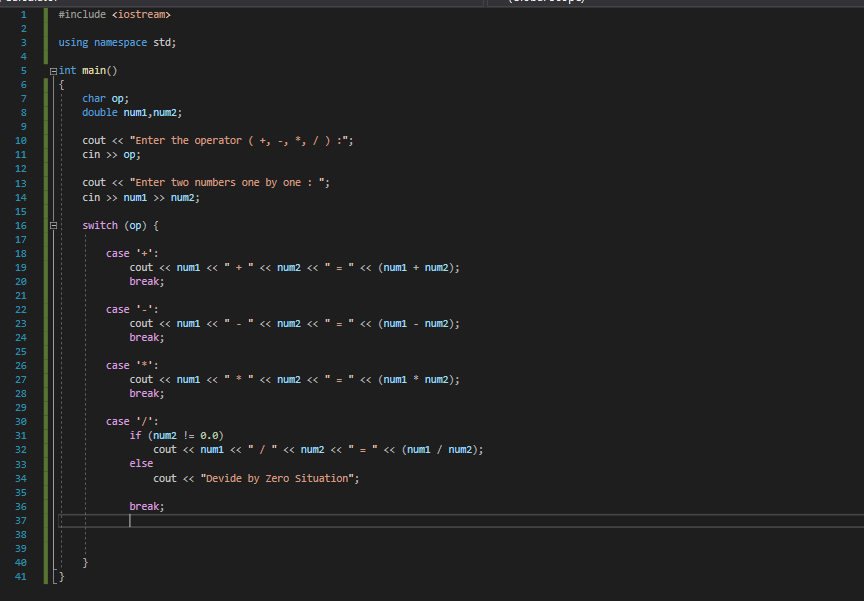 1 #include <iostream>
2
3 using namespace std;
4
5 int main()
6 {
7 char op;
8 double num1,num2;
9
10 cout << "Enter the operator ( +, -, *, / ) :";
11 cin >> op;
12
13 cout << "Enter two numbers one by one : ";
14 cin >> num1 >> num2;
15
16 switch (op) {
17
18 case '+':
19 cout << num1 << " + " << num2 << " = " << (num1 + num2);
20 break;
21
22 case '-':
23 cout << num1 << " - " << num2 << " = " << (num1 - num2);
24 break;
25
26 case '*':
27 cout << num1 << " * " << num2 << " = " << (num1 * num2);
28 break;
29
30 case '/':
31 if (num2 != 0.0)
32 cout << num1 << " / " << num2 << " = " << (num1 / num2);
33 else
34 cout << "Devide by Zero Situation";
35
36 break;
37
38
39
40 }
41 }